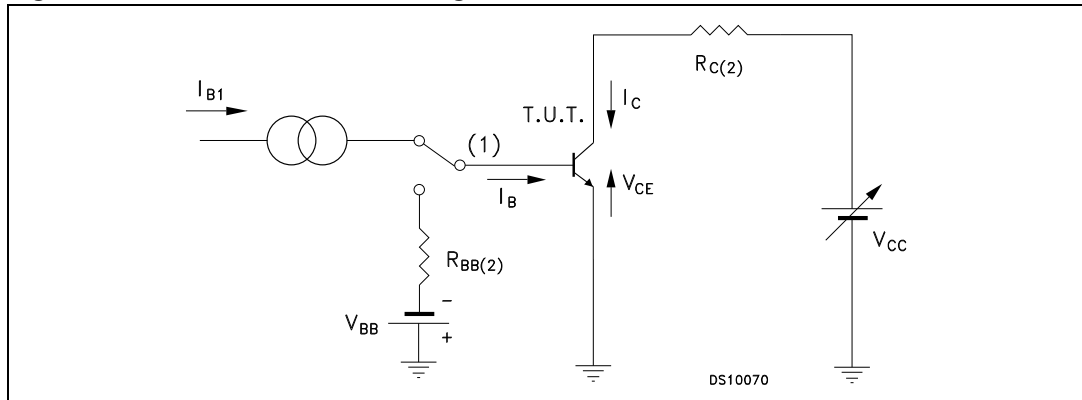 R_C(2)
I_B1
I_C
T.U.T.
(1)
V_CE
I_B
V_CC
R_BB(2)
-
V_BB
+
DS10070